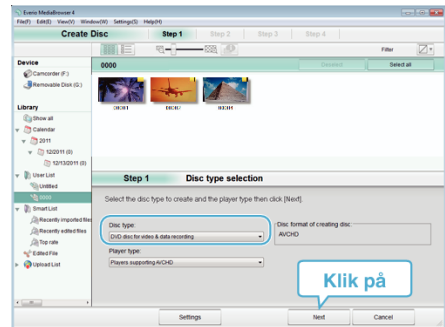 Everio MediaBrowser 4
File(F) Edit(E) View(V) Window(W) Settings(S) Help(H)
Create Disc Step 1 Step 2 Step 3 Step 4
Filter
Device
Camcorder (F:)
Removable Disk (G:)
0000 Deselect Select all
Library
Show all
Calendar
2011
12/2011 (0)
12/13/2011 (0)
User List
Untitled
0000
Smart List
Recently imported files
Recently edited files
Top rate
Edited File
Upload List
Step 1 Disc type selection
Select the disc type to create and the player type then click [Next].
Disc type:
DVD disc for video & data recording
Player type:
Players supporting AVCHD
Disc format of creating disc:
AVCHD
Klik på
Settings Next Cancel